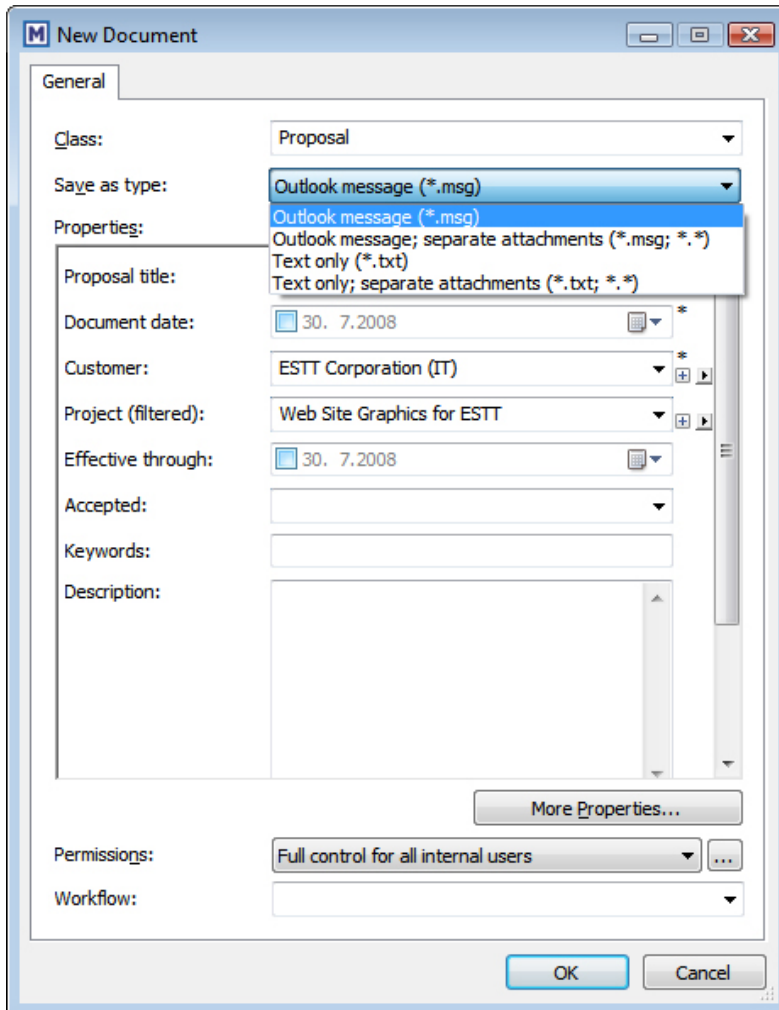 M New Document
General
Class: Proposal
Save as type: Outlook message (*.msg)
Outlook message (*.msg)
Properties:
Outlook message; separate attachments (*.msg; *.*)
Text only (*.txt)
Proposal title:
Text only; separate attachments (*.txt; *.*)
Document date: 30. 7.2008 *
Customer: ESTT Corporation (IT) *
Project (filtered): Web Site Graphics for ESTT
Effective through: 30. 7.2008
Accepted:
Keywords:
Description:
More Properties...
Permissions: Full control for all internal users ...
Workflow:
OK Cancel